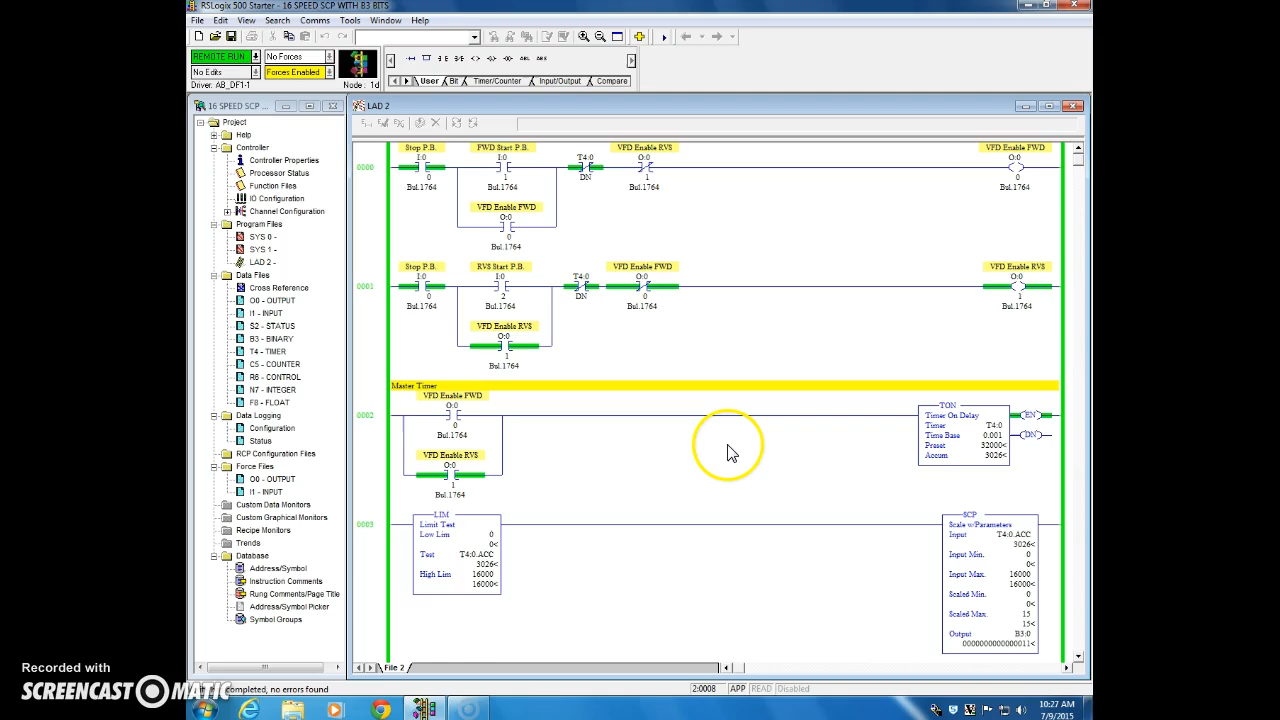 RSLogix 500 Starter - 16 SPEED SCP WITH B3 BITS
File Edit View Search Comms Tools Window Help
REMOTE RUN No Forces
No Edits Forces Enabled
Driver: AB_DF1-1 Node : 1d
User Bit Timer/Counter Input/Output Compare
16 SPEED SCP ...
Project
Help
Controller
Controller Properties
Processor Status
Function Files
IO Configuration
Channel Configuration
Program Files
SYS 0 -
SYS 1 -
LAD 2 -
Data Files
Cross Reference
O0 - OUTPUT
I1 - INPUT
S2 - STATUS
B3 - BINARY
T4 - TIMER
C5 - COUNTER
R6 - CONTROL
N7 - INTEGER
F8 - FLOAT
Data Logging
Configuration
Status
RCP Configuration Files
Force Files
O0 - OUTPUT
I1 - INPUT
Custom Data Monitors
Custom Graphical Monitors
Recipe Monitors
Trends
Database
Address/Symbol
Instruction Comments
Rung Comments/Page Title
Address/Symbol Picker
Symbol Groups
LAD 2
Stop P.B. FWD Start P.B. VFD Enable RVS VFD Enable FWD
I:0 I:0 T4:0 O:0 O:0
0000
0 1 DN 1 0
Bul.1764 Bul.1764 Bul.1764 Bul.1764
VFD Enable FWD
O:0
0
Bul.1764
Stop P.B. RVS Start P.B. VFD Enable FWD VFD Enable RVS
I:0 I:0 T4:0 O:0 O:0
0001
0 2 DN 0 1
Bul.1764 Bul.1764 Bul.1764 Bul.1764
VFD Enable RVS
O:0
1
Bul.1764
Master Timer
VFD Enable FWD
O:0
0002
0
Bul.1764
VFD Enable RVS
O:0
1
Bul.1764
TON
Timer On Delay EN
Timer T4:0
Time Base 0.001 DN
Preset 32000<
Accum 3026<
0003
LIM
Limit Test
Low Lim 0
0<
Test T4:0.ACC
3026<
High Lim 16000
16000<
SCP
Scale w/Parameters
Input T4:0.ACC
3026<
Input Min. 0
0<
Input Max. 16000
16000<
Scaled Min. 0
0<
Scaled Max. 15
15<
Output B3:0
0000000000000011<
File 2
completed, no errors found
2:0008 APP READ Disabled
10:27 AM
7/9/2015
Recorded with
SCREENCAST MATIC